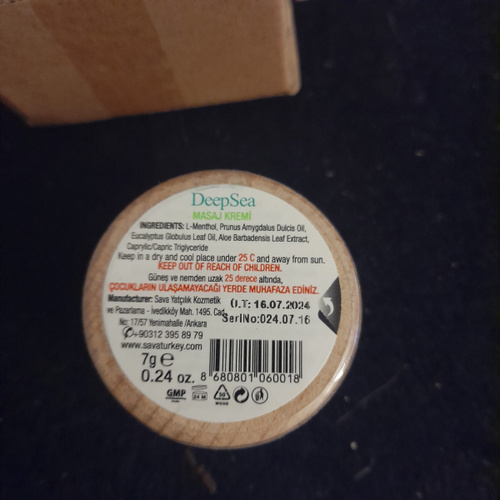 DeepSea
MASAJ KREMİ
INGREDIENTS: L-Menthol, Prunus Amygdalus Dulcis Oil,
Eucalyptus Globulus Leaf Oil, Aloe Barbadensis Leaf Extract,
Caprylic/Capric Triglyceride
Keep in a dry and cool place under 25 C and away from sun.
KEEP OUT OF REACH OF CHILDREN.
Güneş ve nemden uzak 25 derece altında,
ÇOCUKLARIN ULAŞAMAYACAĞI YERDE MUHAFAZA EDİNİZ.
Manufacturer: Sava Yatçılık Kozmetik
ve Pazarlama - İvedikköy Mah. 1495. Cad.
No: 17/57 Yenimahalle /Ankara
Ü.T: 16.07.2024
SeriNo:024.07.16
+90312 395 89 79
www.savaturkey.com
7g e
0.24 oz.
8 680801 060018
GMP
24 M
50
WOOD